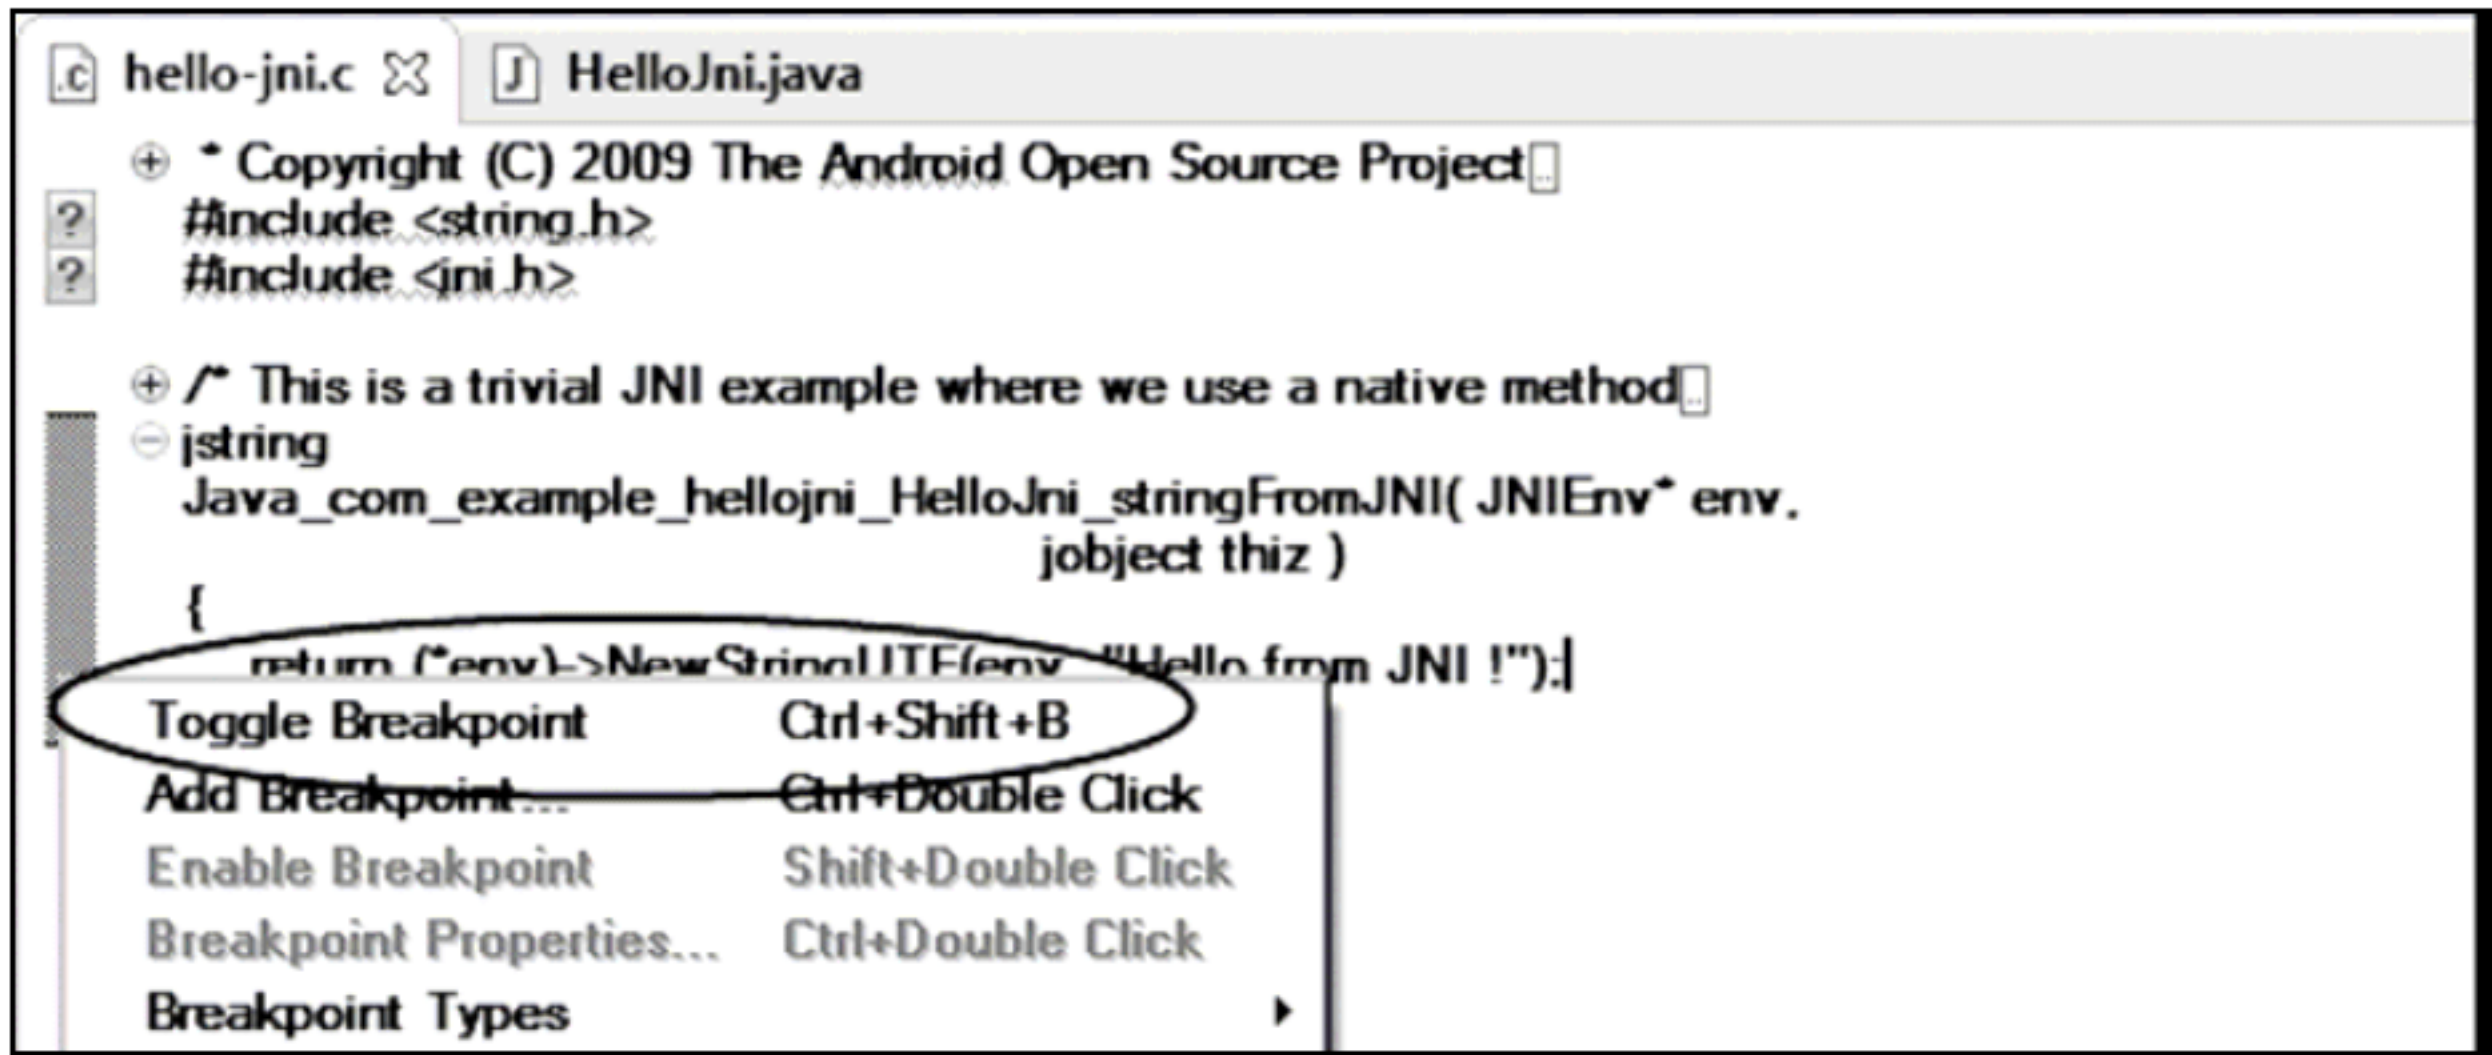 .c hello-jni.c J HelloJni.java
* Copyright (C) 2009 The Android Open Source Project..
? #include <string.h>
? #include <jni.h>
/* This is a trivial JNI example where we use a native method..
jstring
Java_com_example_hellojni_HelloJni_stringFromJNI( JNIEnv* env,
jobject thiz )
{
return (*env)->NewStringUTF(env, "Hello from JNI !");
Toggle Breakpoint Ctrl+Shift+B
Add Breakpoint... Ctrl+Double Click
Enable Breakpoint Shift+Double Click
Breakpoint Properties... Ctrl+Double Click
Breakpoint Types